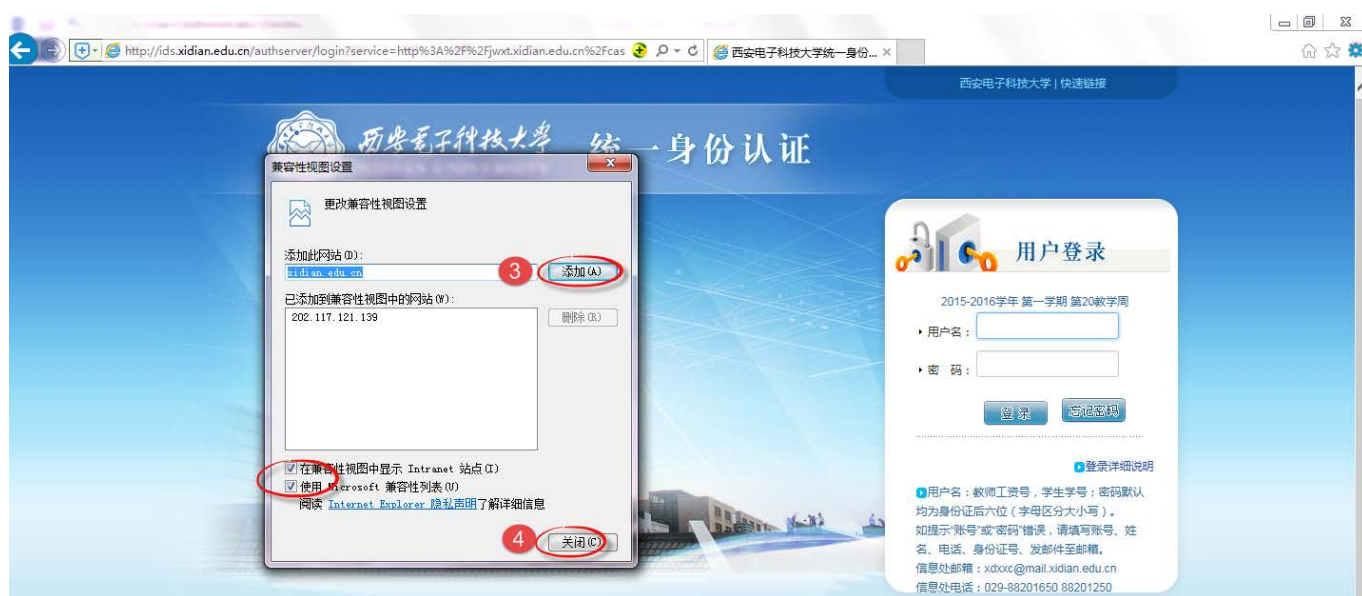 http://ids.xidian.edu.cn/authserver/login?service=http%3A%2F%2Fjwxt.xidian.edu.cn%2Fcas
西安电子科技大学统一身份...
西安电子科技大学 | 快速链接
西安电子科技大学 统一身份认证
兼容性视图设置
更改兼容性视图设置
添加此网站(D):
xidian.edu.cn
3
添加(A)
已添加到兼容性视图中的网站(W):
202.117.121.139
删除(R)
在兼容性视图中显示 Intranet 站点(I)
使用 Microsoft 兼容性列表(U)
阅读 Internet Explorer 隐私声明了解详细信息
4
关闭(C)
用户登录
2015-2016学年 第一学期 第20教学周
用户名：
密 码：
登 录
忘记密码
登录详细说明
用户名：教师工资号，学生学号；密码默认
均为身份证后六位（字母区分大小写）。
如提示“账号”或“密码”错误，请填写账号、姓
名、电话、身份证号、发邮件至邮箱。
信息处邮箱：xdxxc@mail.xidian.edu.cn
信息处电话：029-88201650 88201250